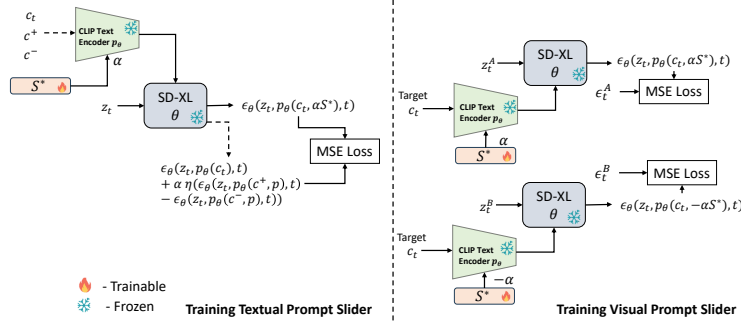 c_t
c^+
c^-
CLIP Text
Encoder p_θ
α
S*
z_t
SD-XL
θ
ϵ_θ(z_t, p_θ(c_t, αS*), t)
MSE Loss
ϵ_θ(z_t, p_θ(c_t), t)
+ α η(ϵ_θ(z_t, p_θ(c^+, p), t)
− ϵ_θ(z_t, p_θ(c^-, p), t))
- Trainable
- Frozen
Training Textual Prompt Slider
z_t^A
SD-XL
θ
ϵ_θ(z_t, p_θ(c_t, αS*), t)
ϵ_t^A
MSE Loss
Target
c_t
CLIP Text
Encoder p_θ
α
S*
ϵ_t^B
MSE Loss
z_t^B
SD-XL
θ
ϵ_θ(z_t, p_θ(c_t, −αS*), t)
Target
c_t
CLIP Text
Encoder p_θ
−α
S*
Training Visual Prompt Slider